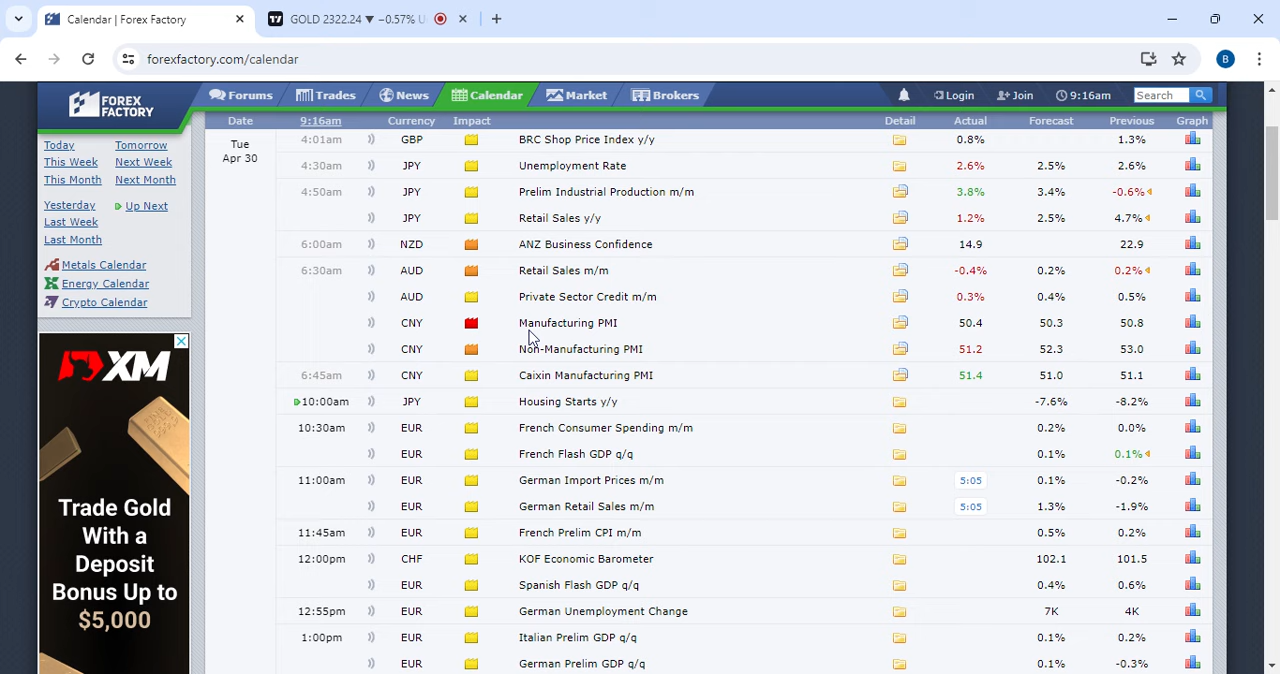 Calendar | Forex Factory
GOLD 2322.24 ▼ −0.57% U
forexfactory.com/calendar
B
FOREX FACTORY
Forums Trades News Calendar Market Brokers Login Join 9:16am Search
Date 9:16am Currency Impact Detail Actual Forecast Previous Graph
Today Tomorrow
This Week Next Week
This Month Next Month
Yesterday Up Next
Last Week
Last Month
Metals Calendar
Energy Calendar
Crypto Calendar
XM
Trade Gold
With a
Deposit
Bonus Up to
$5,000
Tue
Apr 30
4:01am GBP BRC Shop Price Index y/y 0.8% 1.3%
4:30am JPY Unemployment Rate 2.6% 2.5% 2.6%
4:50am JPY Prelim Industrial Production m/m 3.8% 3.4% -0.6%
JPY Retail Sales y/y 1.2% 2.5% 4.7%
6:00am NZD ANZ Business Confidence 14.9 22.9
6:30am AUD Retail Sales m/m -0.4% 0.2% 0.2%
AUD Private Sector Credit m/m 0.3% 0.4% 0.5%
CNY Manufacturing PMI 50.4 50.3 50.8
CNY Non-Manufacturing PMI 51.2 52.3 53.0
6:45am CNY Caixin Manufacturing PMI 51.4 51.0 51.1
10:00am JPY Housing Starts y/y -7.6% -8.2%
10:30am EUR French Consumer Spending m/m 0.2% 0.0%
EUR French Flash GDP q/q 0.1% 0.1%
11:00am EUR German Import Prices m/m 5:05 0.1% -0.2%
EUR German Retail Sales m/m 5:05 1.3% -1.9%
11:45am EUR French Prelim CPI m/m 0.5% 0.2%
12:00pm CHF KOF Economic Barometer 102.1 101.5
EUR Spanish Flash GDP q/q 0.4% 0.6%
12:55pm EUR German Unemployment Change 7K 4K
1:00pm EUR Italian Prelim GDP q/q 0.1% 0.2%
EUR German Prelim GDP q/q 0.1% -0.3%